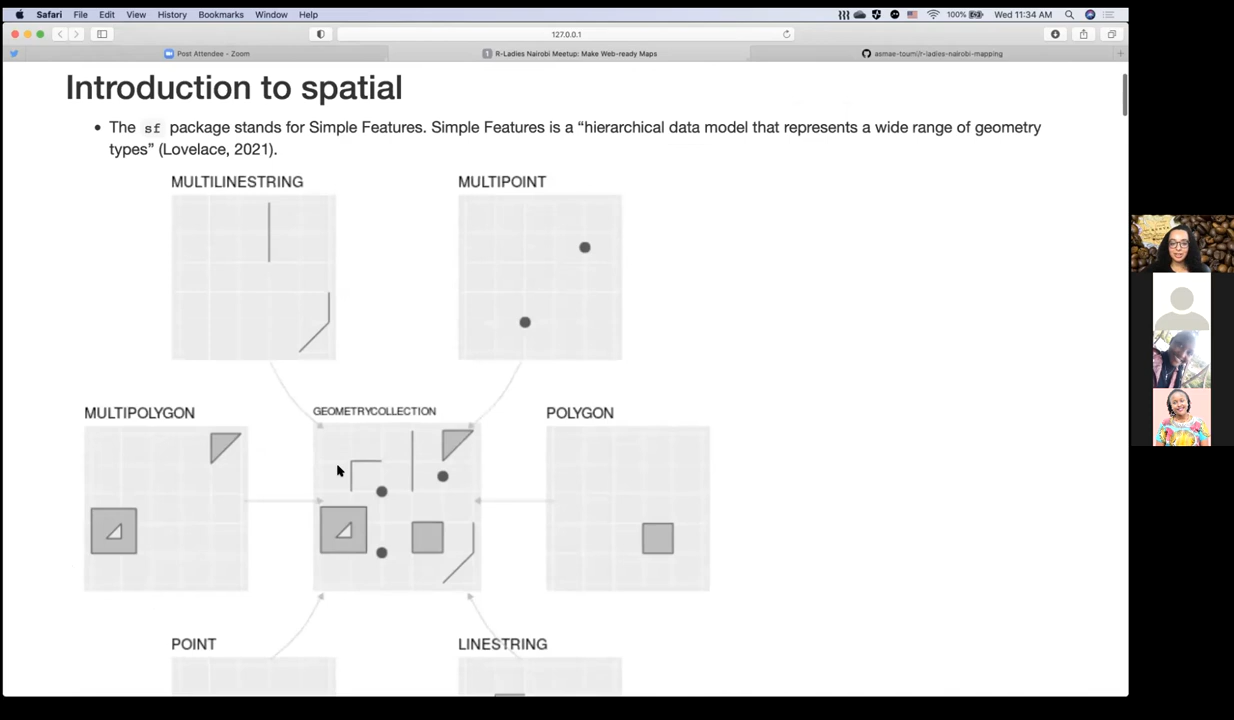 Safari File Edit View History Bookmarks Window Help 100% Wed 11:34 AM
127.0.0.1
Post Attendee - Zoom 1 R-Ladies Nairobi Meetup: Make Web-ready Maps asmae-toumi/r-ladies-nairobi-mapping
Introduction to spatial
• The sf package stands for Simple Features. Simple Features is a “hierarchical data model that represents a wide range of geometry
types” (Lovelace, 2021).
MULTILINESTRING MULTIPOINT
MULTIPOLYGON GEOMETRYCOLLECTION POLYGON
POINT LINESTRING